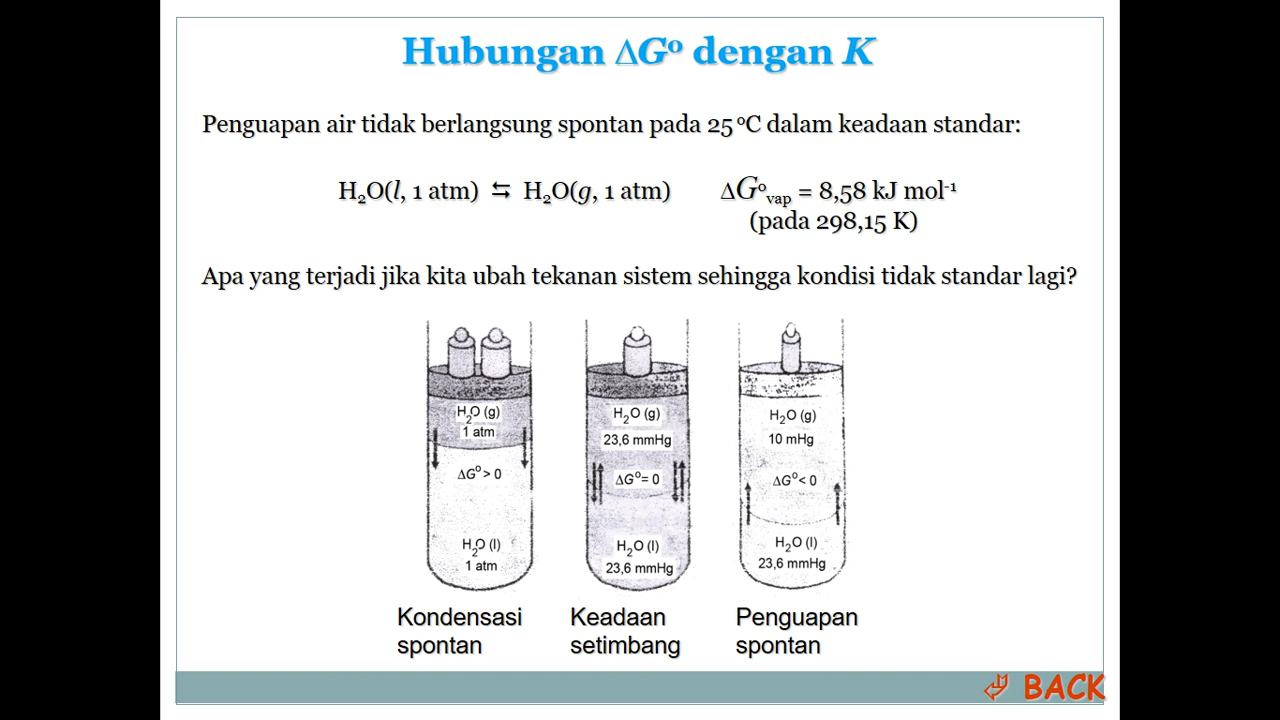 Hubungan ΔG° dengan K
Penguapan air tidak berlangsung spontan pada 25 °C dalam keadaan standar:
H₂O(l, 1 atm) ⇆ H₂O(g, 1 atm) ΔG°vap = 8,58 kJ mol⁻¹
(pada 298,15 K)
Apa yang terjadi jika kita ubah tekanan sistem sehingga kondisi tidak standar lagi?
H₂O (g)
1 atm
ΔG° > 0
H₂O (l)
1 atm
Kondensasi
spontan
H₂O (g)
23,6 mmHg
ΔG° = 0
H₂O (l)
23,6 mmHg
Keadaan
setimbang
H₂O (g)
10 mHg
ΔG° < 0
H₂O (l)
23,6 mmHg
Penguapan
spontan
BACK